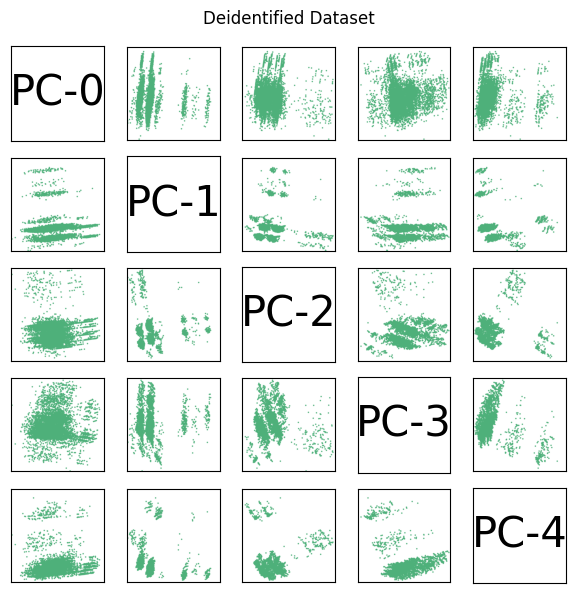 Deidentified Dataset
PC-0
PC-1
PC-2
PC-3
PC-4